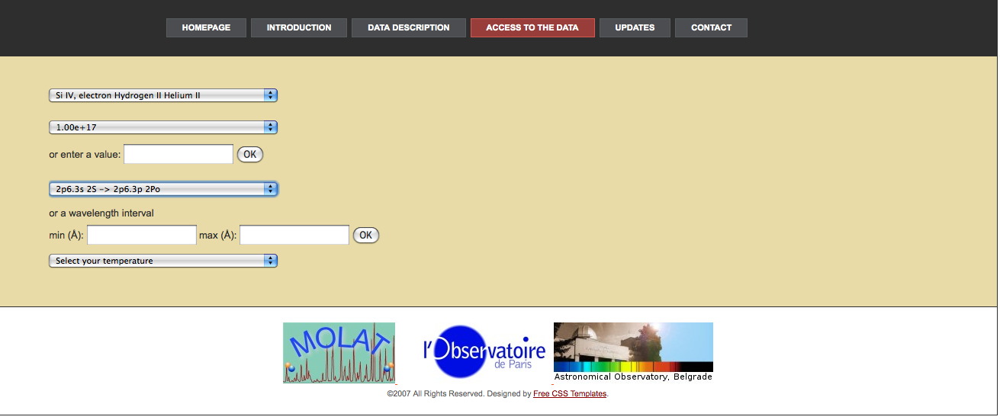 HOMEPAGE INTRODUCTION DATA DESCRIPTION ACCESS TO THE DATA UPDATES CONTACT
Si IV, electron Hydrogen II Helium II
1.00e+17
or enter a value: OK
2p6.3s 2S -> 2p6.3p 2Po
or a wavelength interval
min (Å): max (Å): OK
Select your temperature
MOLAT
l'Observatoire
de Paris
Astronomical Observatory, Belgrade
©2007 All Rights Reserved. Designed by Free CSS Templates.